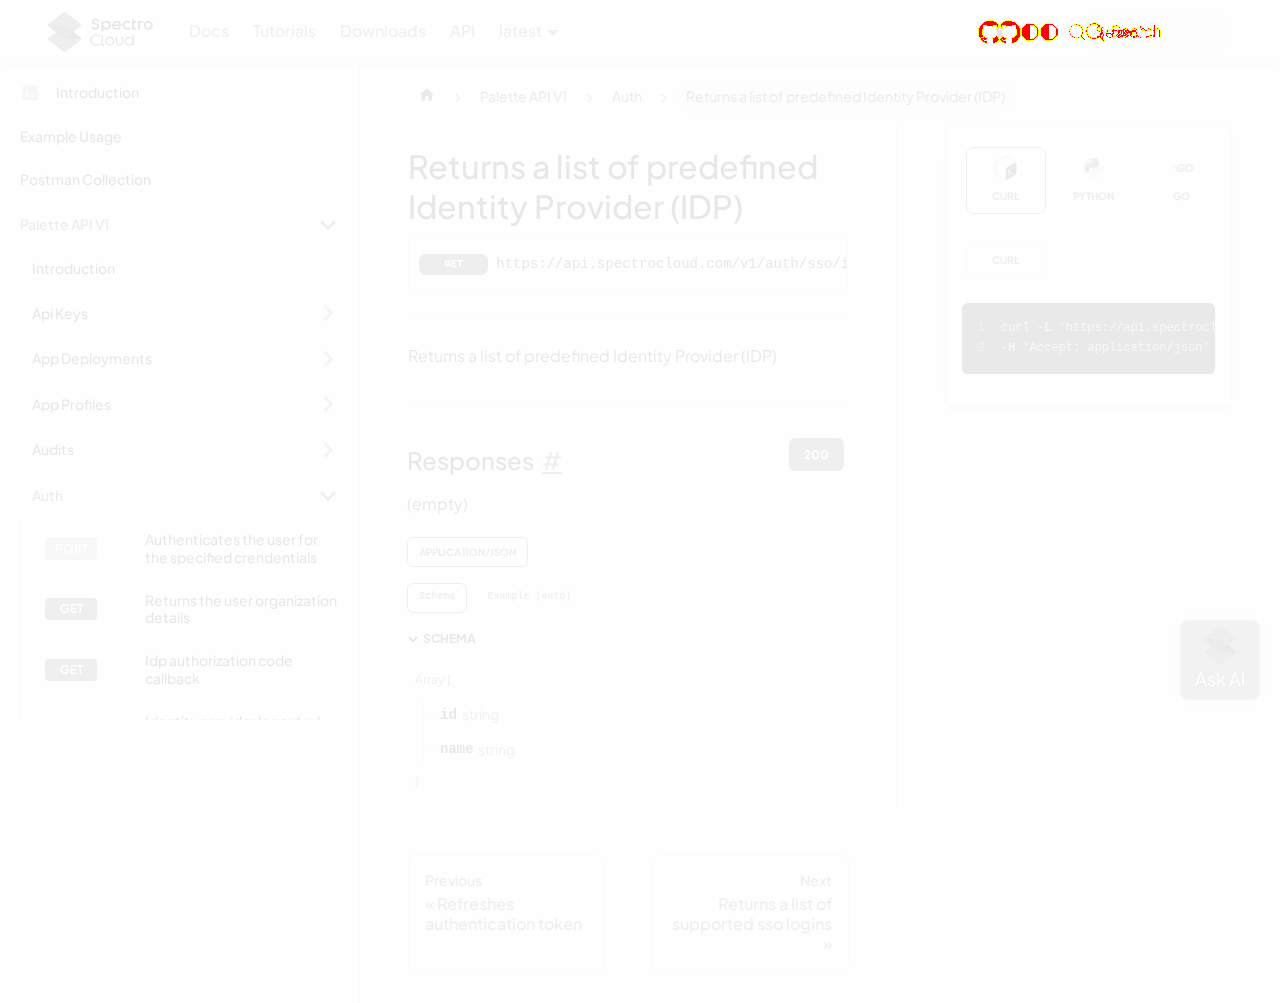 Spectro
Cloud
Docs
Tutorials
Downloads
API
latest
Search
Introduction
Example Usage
Postman Collection
Palette API V1
Introduction
Api Keys
App Deployments
App Profiles
Audits
Auth
POST
Authenticates the user for
the specified crendentials
GET
Returns the user organization
details
GET
Idp authorization code
callback
Palette API V1
Auth
Returns a list of predefined Identity Provider (IDP)
Returns a list of predefined
Identity Provider (IDP)
GET
https://api.spectrocloud.com/v1/auth/sso/i
Returns a list of predefined Identity Provider (IDP)
Responses #
200
(empty)
APPLICATION/JSON
Schema
Example (auto)
SCHEMA
Array [
id string
name string
]
Previous
« Refreshes
authentication token
Next
Returns a list of
supported sso logins
»
CURL
PYTHON
GO
GO
CURL
1 curl -L 'https://api.spectrocl
2 -H 'Accept: application/json'
Ask AI